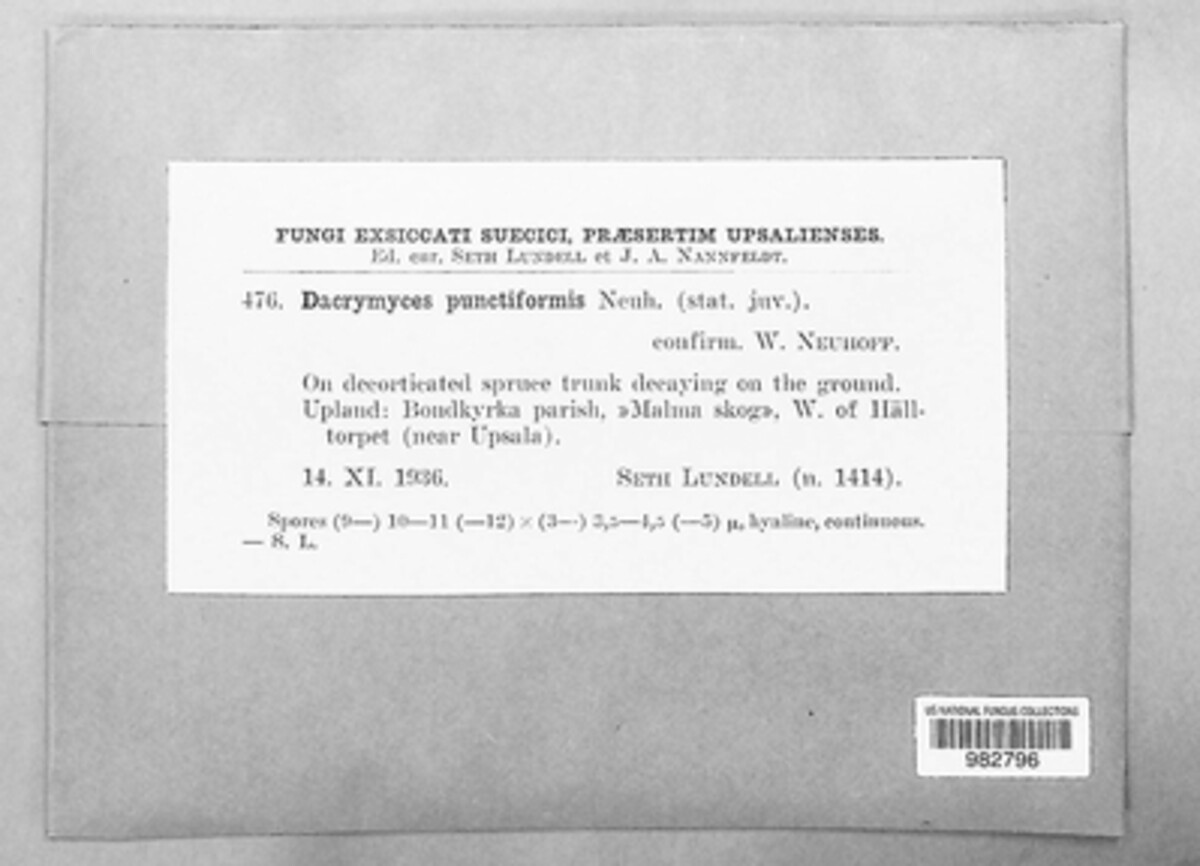 FUNGI EXSICCATI SUECICI, PRÆSERTIM UPSALIENSES.
Ed. cur. SETH LUNDELL et J. A. NANNFELDT.
476. Dacrymyces punctiformis Neuh. (stat. juv.).
confirm. W. NEUHOFF.
On decorticated spruce trunk decaying on the ground.
Upland: Bondkyrka parish, »Malma skog», W. of Häll-
torpet (near Upsala).
14. XI. 1936. SETH LUNDELL (n. 1414).
Spores (9—) 10—11 (—12) × (3—) 3,5—4,5 (—5) µ, hyaline, continuous.
— S. L.
US NATIONAL FUNGUS COLLECTIONS
982796